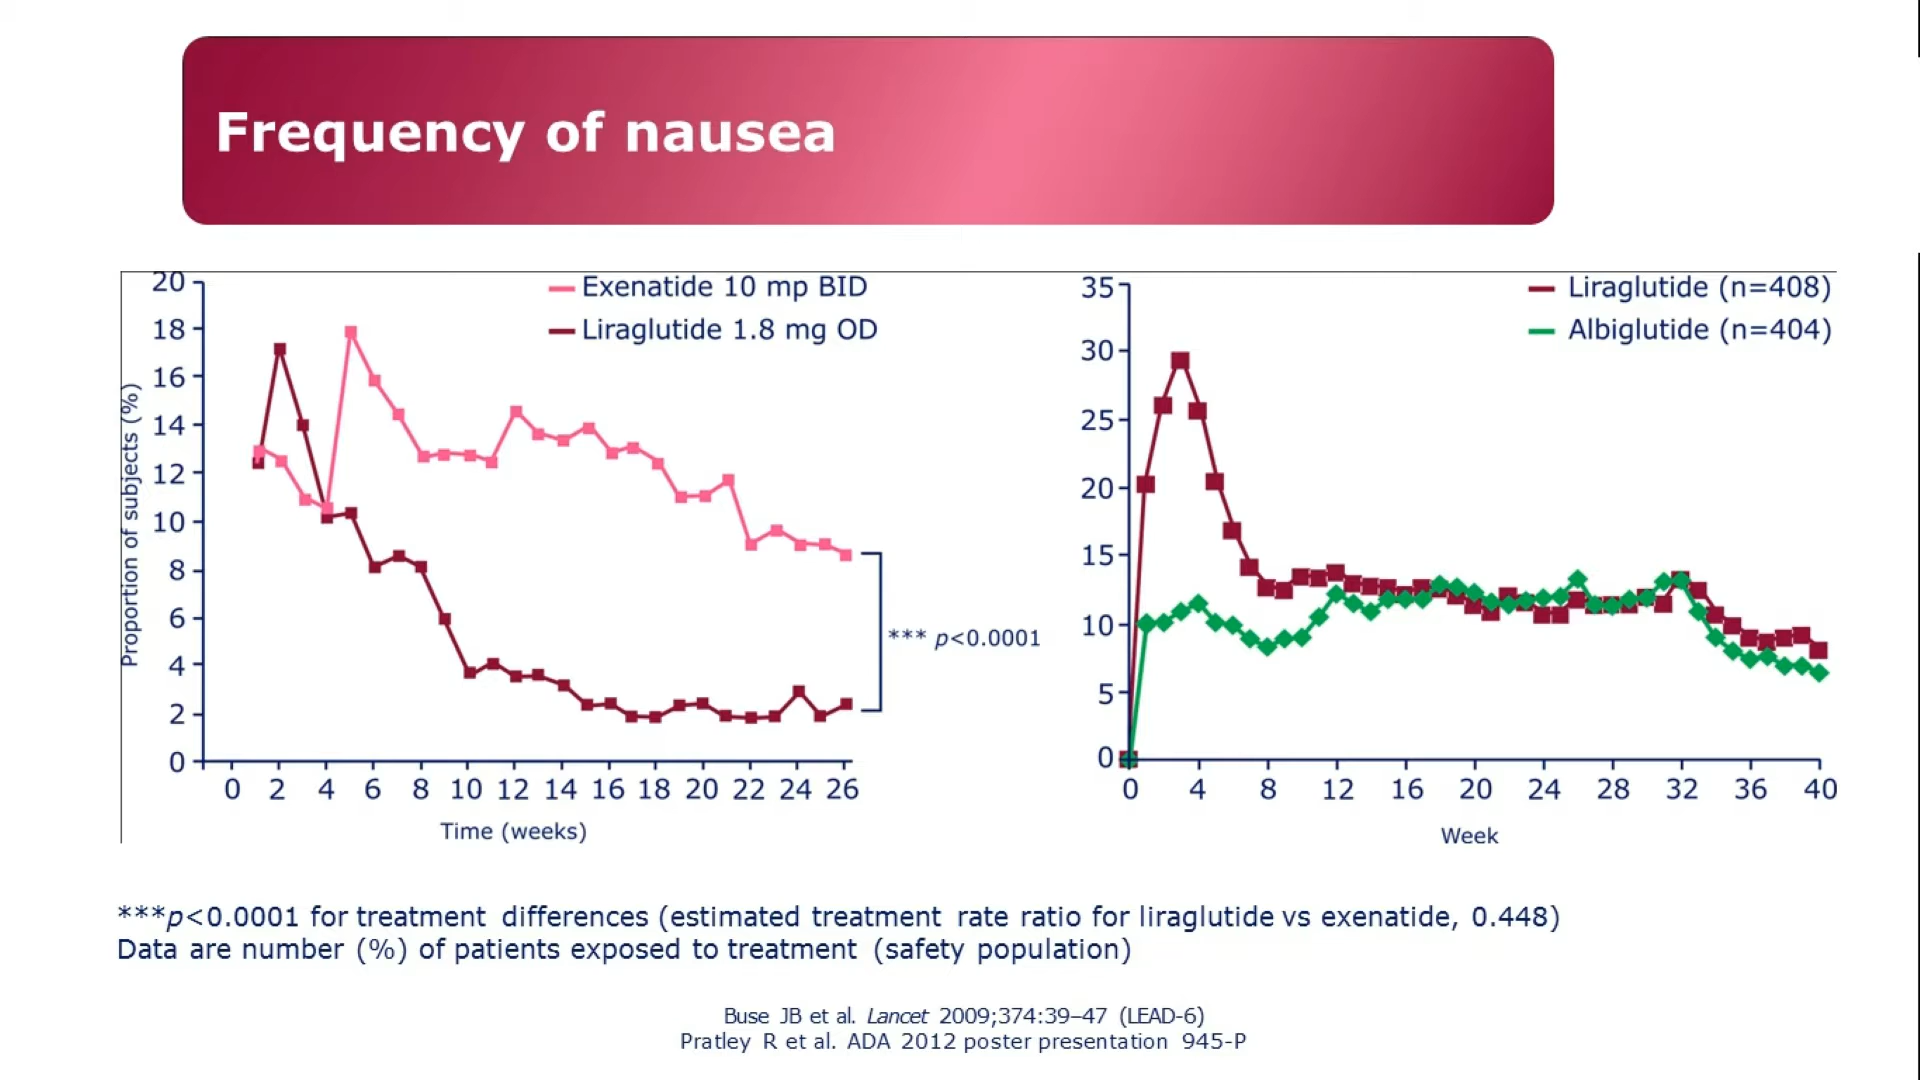 Frequency of nausea
20
18
16
14
12
10
8
6
4
2
0
Proportion of subjects (%)
Exenatide 10 mp BID
Liraglutide 1.8 mg OD
*** p<0.0001
0 2 4 6 8 10 12 14 16 18 20 22 24 26
Time (weeks)
35
30
25
20
15
10
5
0
Liraglutide (n=408)
Albiglutide (n=404)
0 4 8 12 16 20 24 28 32 36 40
Week
***p<0.0001 for treatment differences (estimated treatment rate ratio for liraglutide vs exenatide, 0.448)
Data are number (%) of patients exposed to treatment (safety population)
Buse JB et al. Lancet 2009;374:39–47 (LEAD-6)
Pratley R et al. ADA 2012 poster presentation 945-P